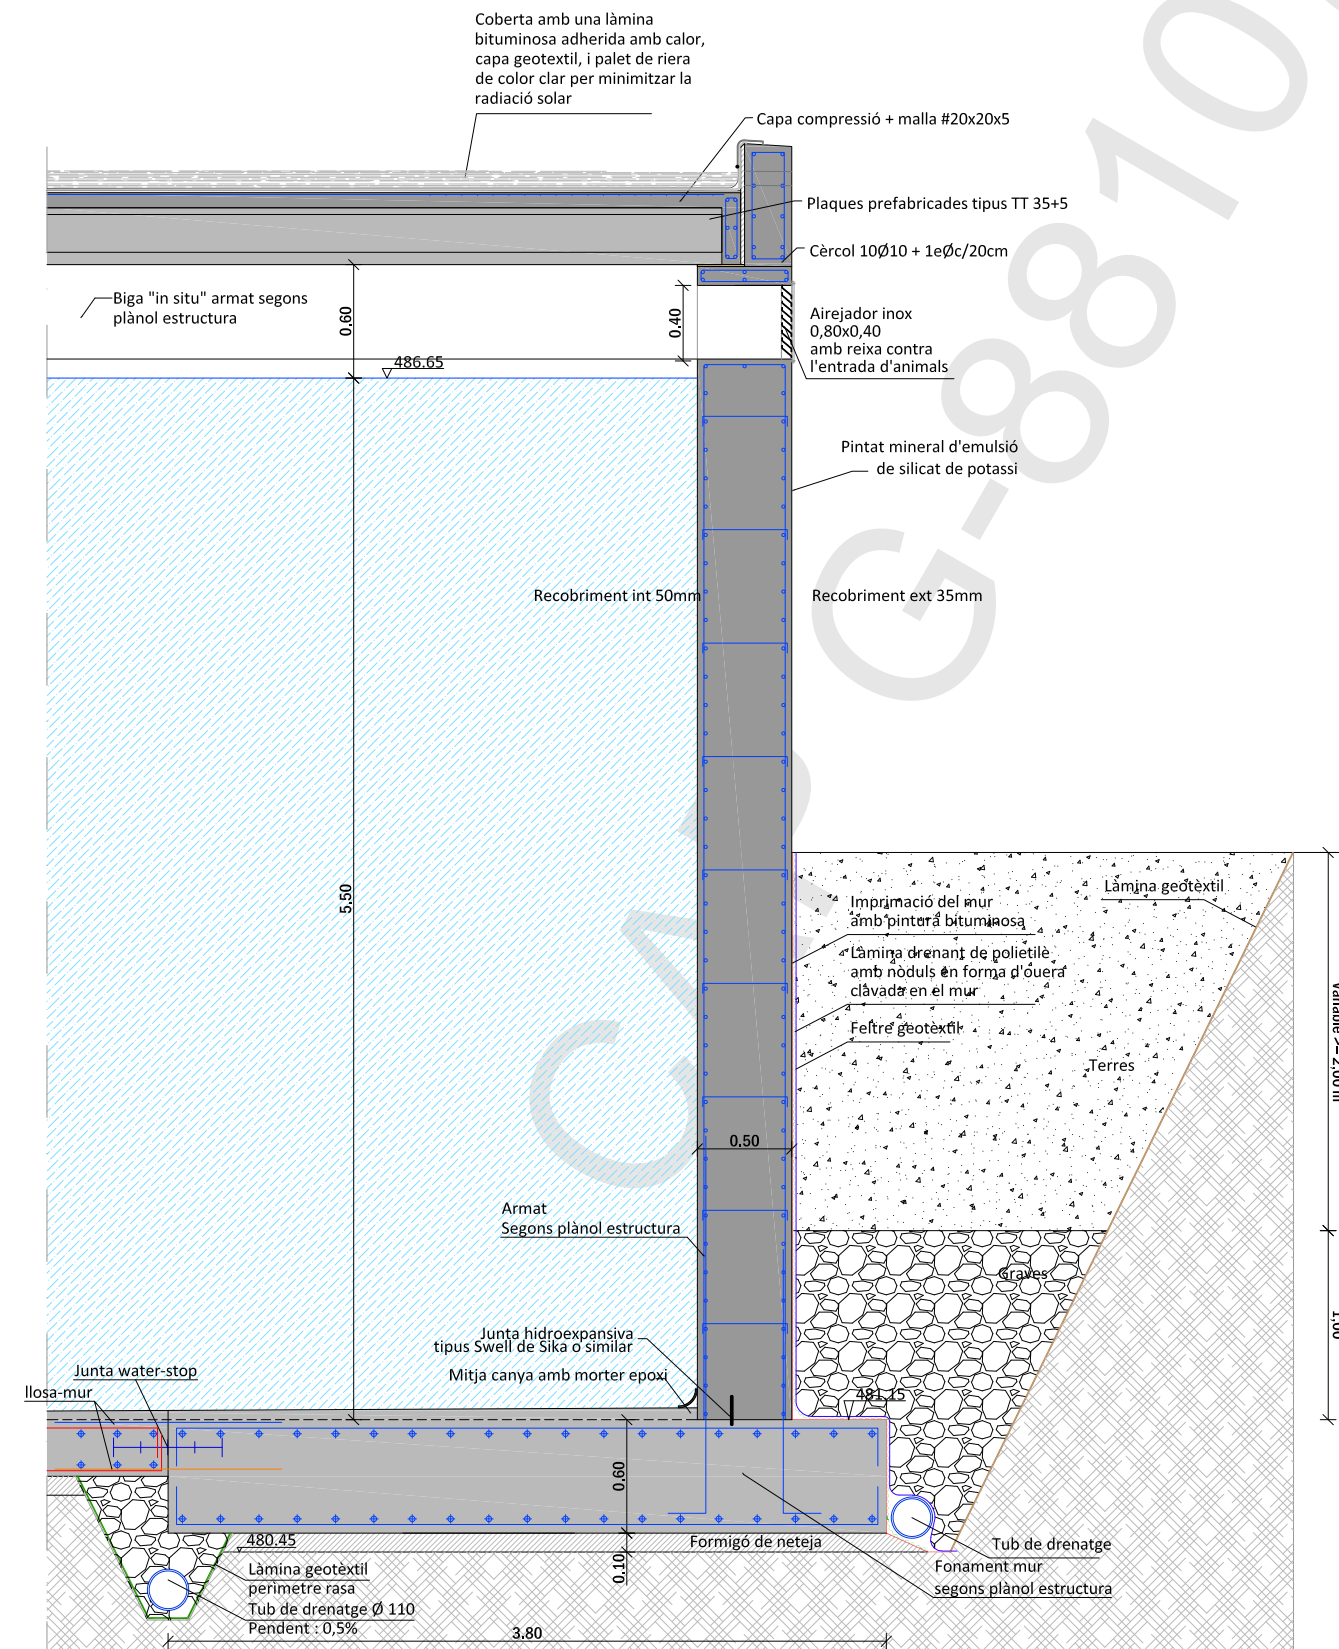 Coberta amb una làmina
bituminosa adherida amb calor,
capa geotextil, i palet de riera
de color clar per minimitzar la
radiació solar
Capa compressió + malla #20x20x5
Plaques prefabricades tipus TT 35+5
Cèrcol 10Ø10 + 1eØc/20cm
Biga "in situ" armat segons
plànol estructura
0.60
0.40
Airejador inox
0,80x0,40
amb reixa contra
l'entrada d'animals
486.65
Pintat mineral d'emulsió
de silicat de potassi
Recobriment int 50mm
Recobriment ext 35mm
5.50
Làmina geotèxtil
Imprimació del mur
amb pintura bituminosa
Làmina drenant de polietilè
amb nòduls en forma d'ouera
clavada en el mur
Feltre geotèxtil
Terres
0.50
Armat
Segons plànol estructura
Graves
Junta hidroexpansiva
tipus Swell de Sika o similar
Mitja canya amb morter epoxi
Junta water-stop
llosa-mur
481.15
0.60
480.45
Formigó de neteja
0.10
Tub de drenatge
Fonament mur
segons plànol estructura
Làmina geotèxtil
perímetre rasa
Tub de drenatge Ø 110
Pendent : 0,5%
3.80
CAP G-8810